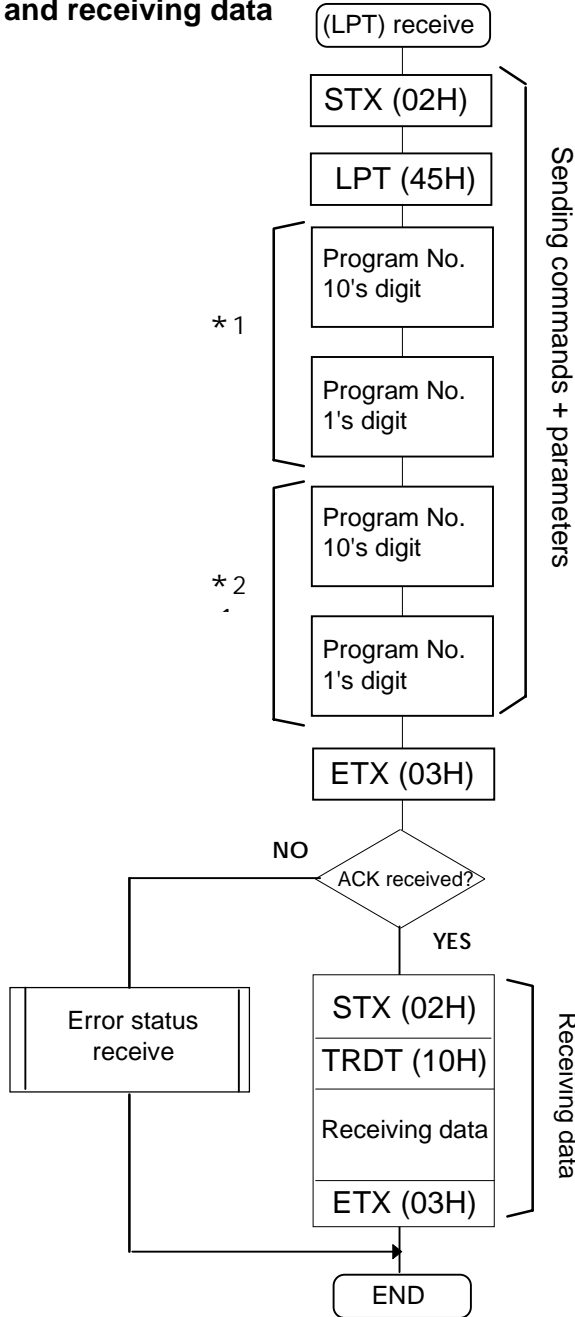 and receiving data
(LPT) receive
STX (02H)
LPT (45H)
Program No.
10's digit
*1
Program No.
1's digit
Program No.
10's digit
*2
Program No.
1's digit
Sending commands + parameters
ETX (03H)
NO
ACK received?
YES
Error status
receive
STX (02H)
TRDT (10H)
Receiving data
ETX (03H)
Receiving data
END